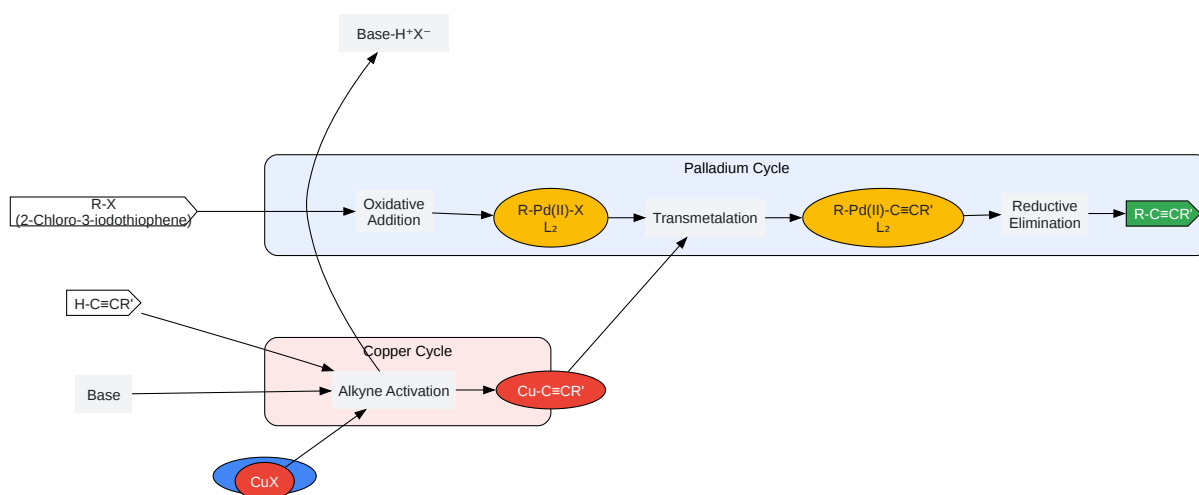 Base-H⁺X⁻
Palladium Cycle
R-X
(2-Chloro-3-iodothiophene)
Oxidative
Addition
R-Pd(II)-X
L₂
Transmetalation
R-Pd(II)-C≡CR'
L₂
Reductive
Elimination
R-C≡CR'
H-C≡CR'
Copper Cycle
Base
Alkyne Activation
Cu-C≡CR'
CuX